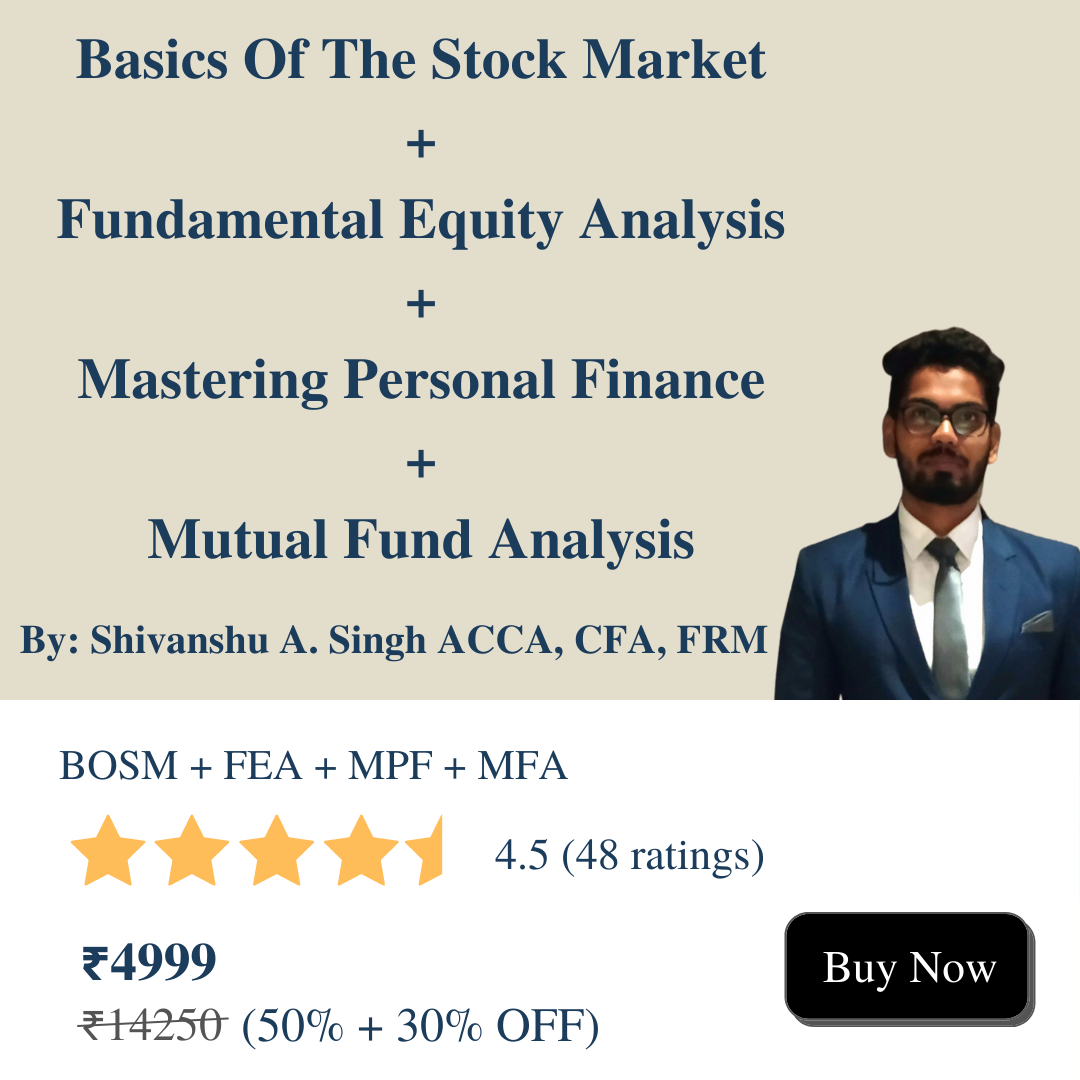 Basics Of The Stock Market
+
Fundamental Equity Analysis
+
Mastering Personal Finance
+
Mutual Fund Analysis
By: Shivanshu A. Singh ACCA, CFA, FRM
BOSM + FEA + MPF + MFA
4.5 (48 ratings)
₹4999
Buy Now
₹14250 (50% + 30% OFF)